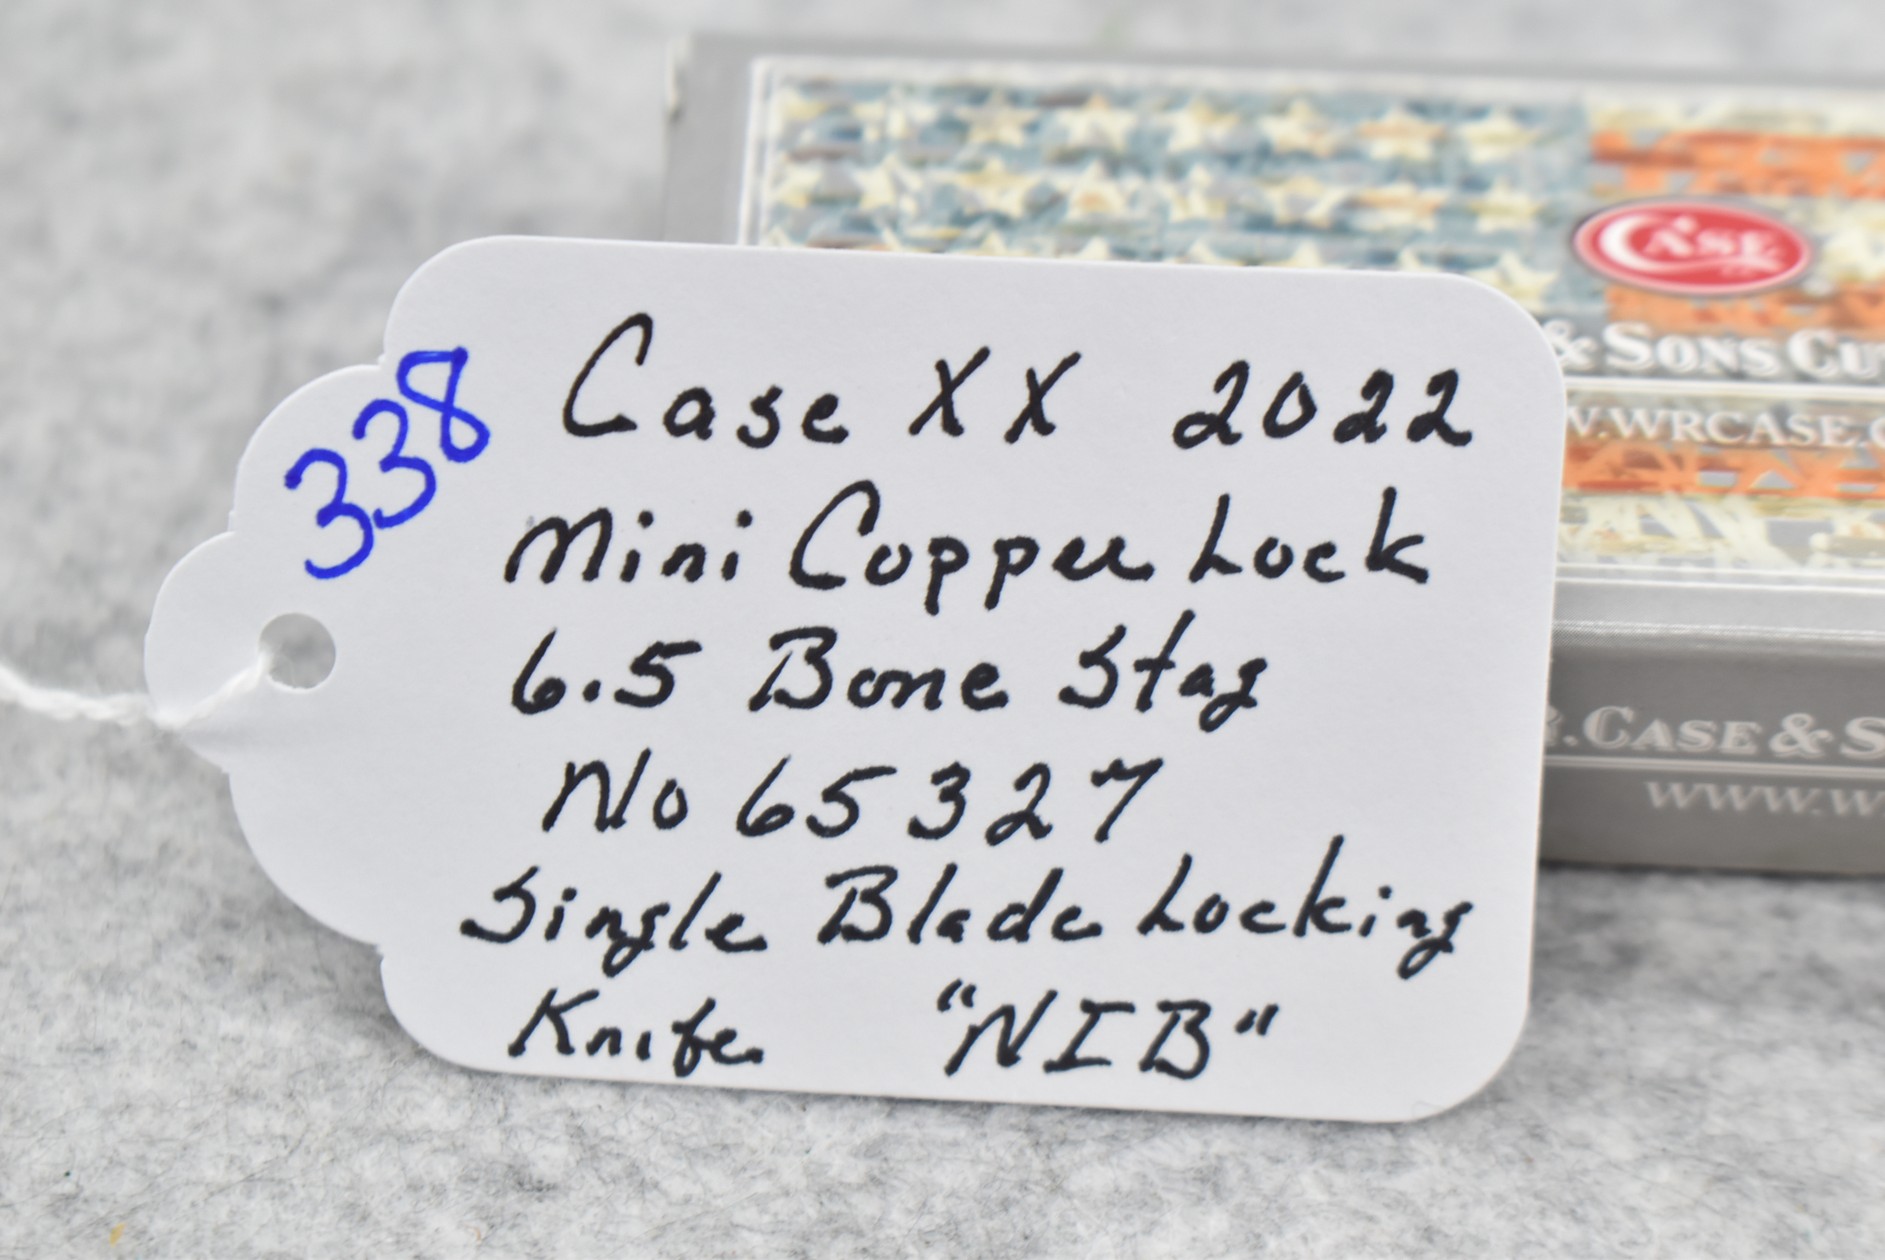 338
Case XX 2022
Mini Copper Lock
6.5 Bone Stag
No 65327
Single Blade Locking
Knife "NIB"
CASE
& SONS CU
W.WRCASE.C
R.CASE & S
WWW.W